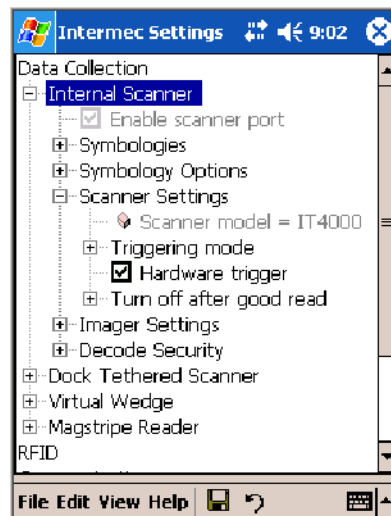 Intermec Settings 9:02
Data Collection
Internal Scanner
Enable scanner port
Symbologies
Symbology Options
Scanner Settings
Scanner model = IT4000
Triggering mode
Hardware trigger
Turn off after good read
Imager Settings
Decode Security
Dock Tethered Scanner
Virtual Wedge
Magstripe Reader
RFID
File Edit View Help